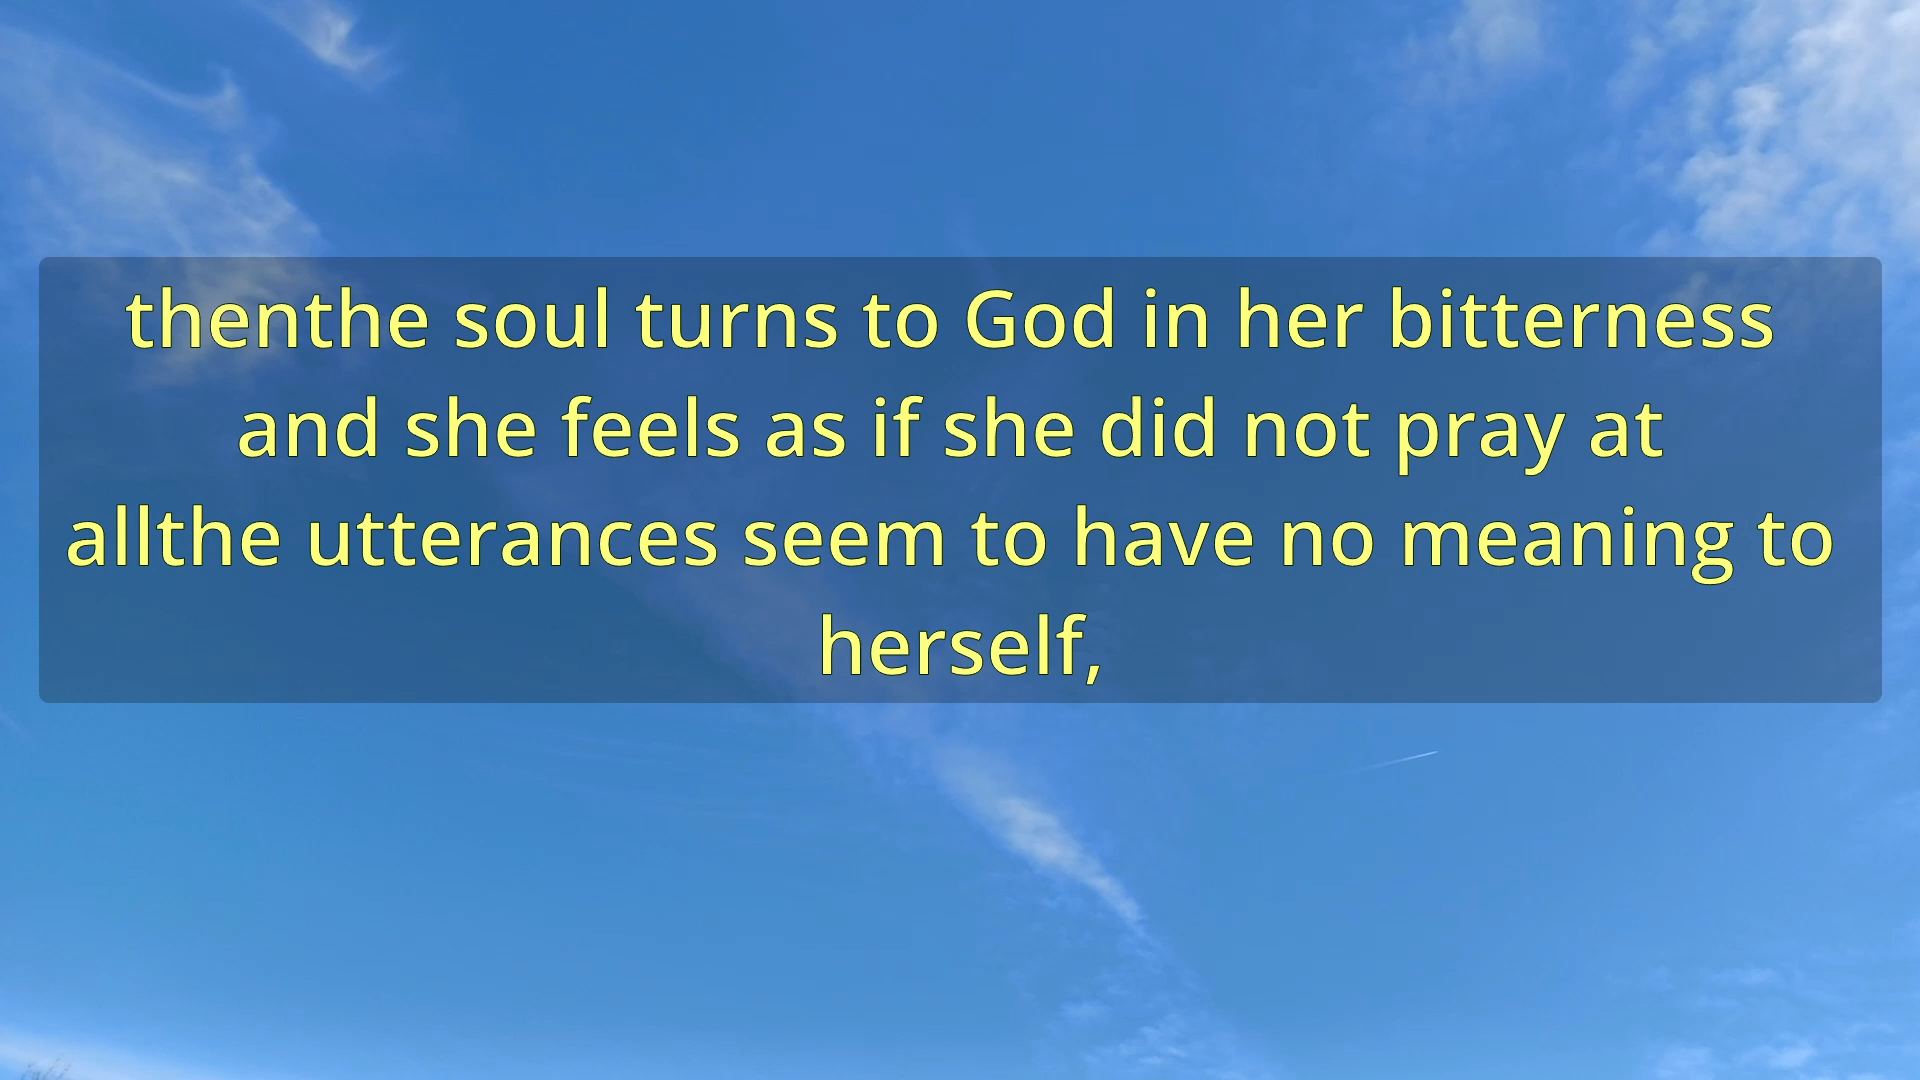 thenthe soul turns to God in her bitterness
and she feels as if she did not pray at
allthe utterances seem to have no meaning to
herself,